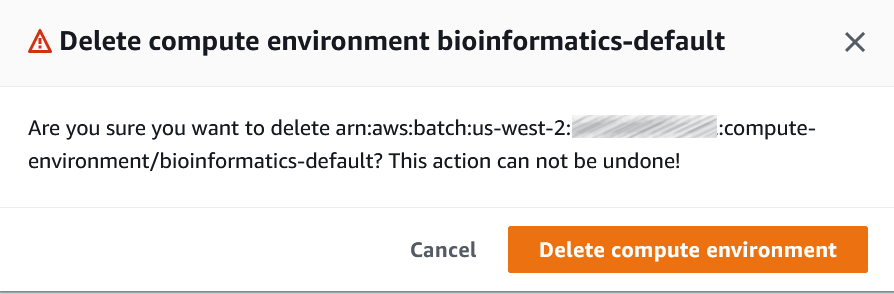 Delete compute environment bioinformatics-default
Are you sure you want to delete arn:aws:batch:us-west-2: :compute-
environment/bioinformatics-default? This action can not be undone!
Cancel
Delete compute environment